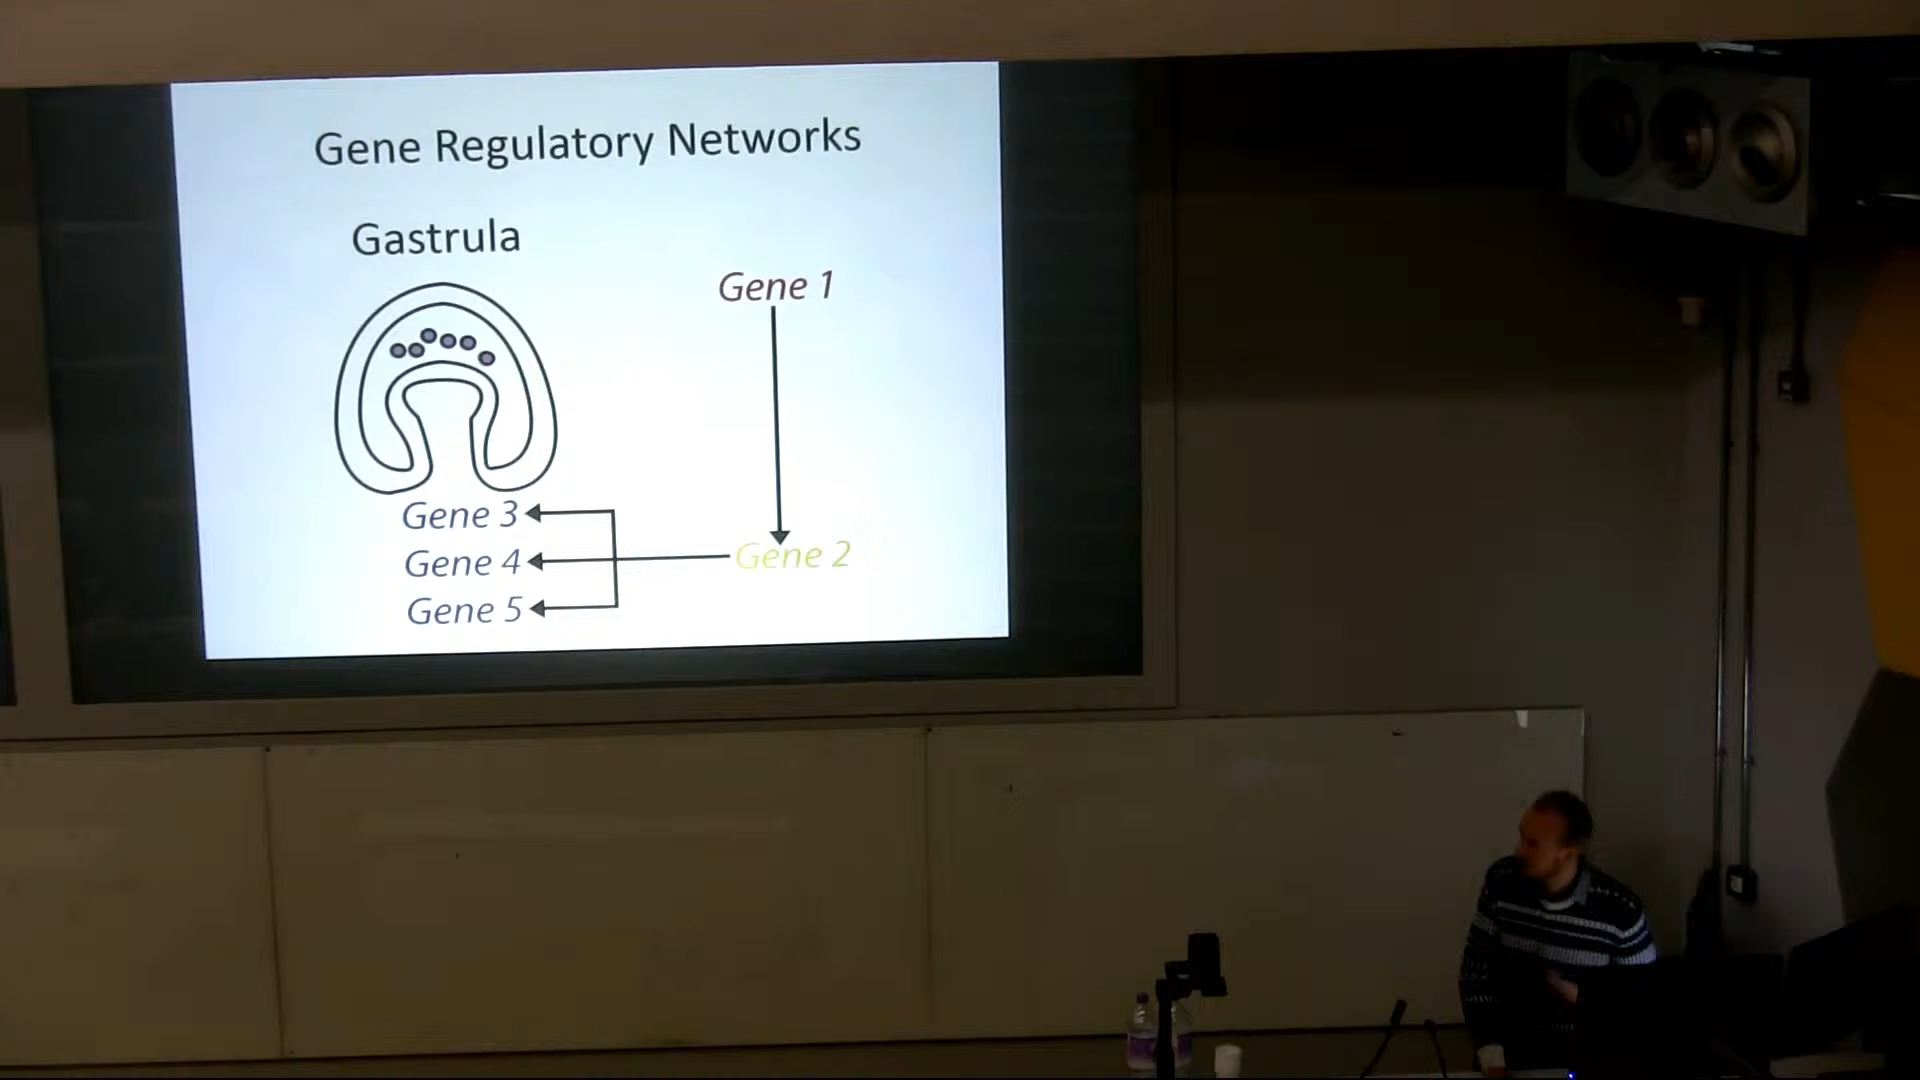 Gene Regulatory Networks
Gastrula
Gene 1
Gene 2
Gene 3
Gene 4
Gene 5